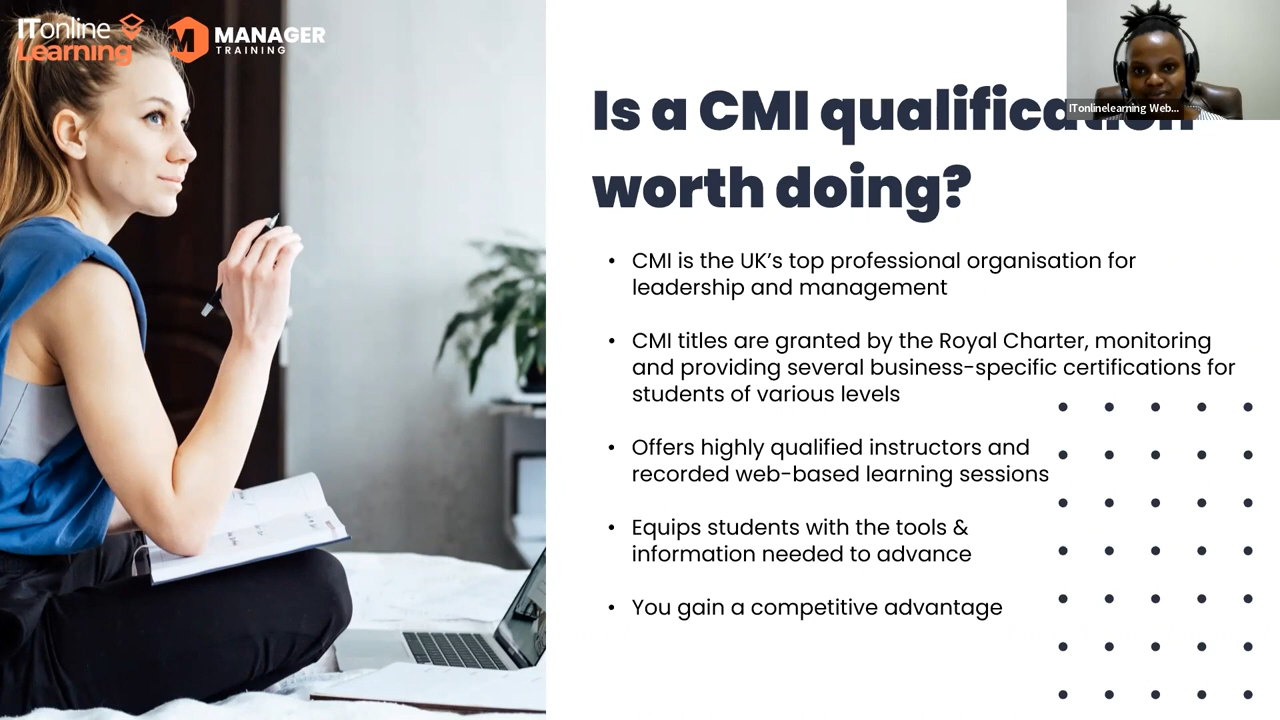 ITonline
Learning
M MANAGER
TRAINING
ITonlinelearning Web...
Is a CMI qualification
worth doing?
• CMI is the UK’s top professional organisation for
leadership and management
• CMI titles are granted by the Royal Charter, monitoring
and providing several business-specific certifications for
students of various levels
• Offers highly qualified instructors and
recorded web-based learning sessions
• Equips students with the tools &
information needed to advance
• You gain a competitive advantage